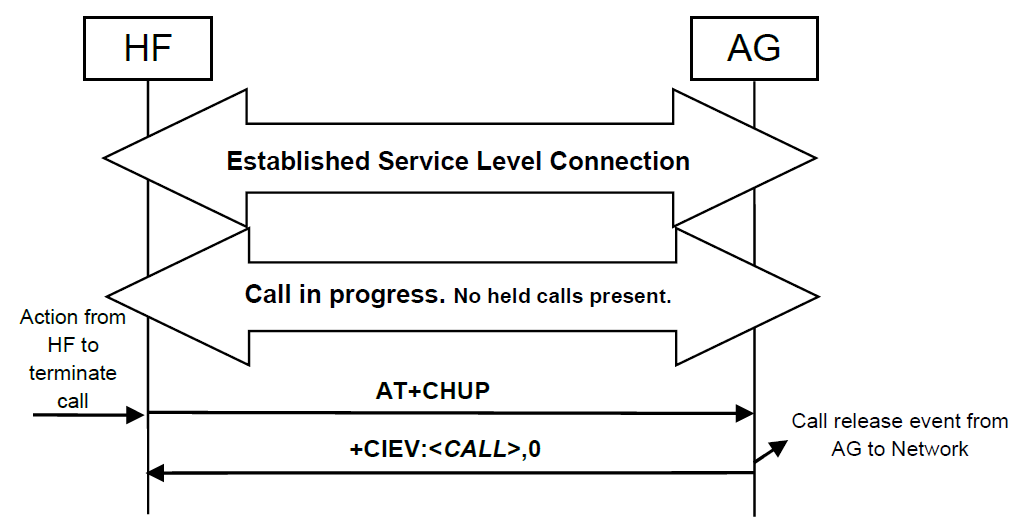 HF
AG
Established Service Level Connection
Call in progress. No held calls present.
Action from
HF to
terminate
call
AT+CHUP
+CIEV:<CALL>,0
Call release event from
AG to Network